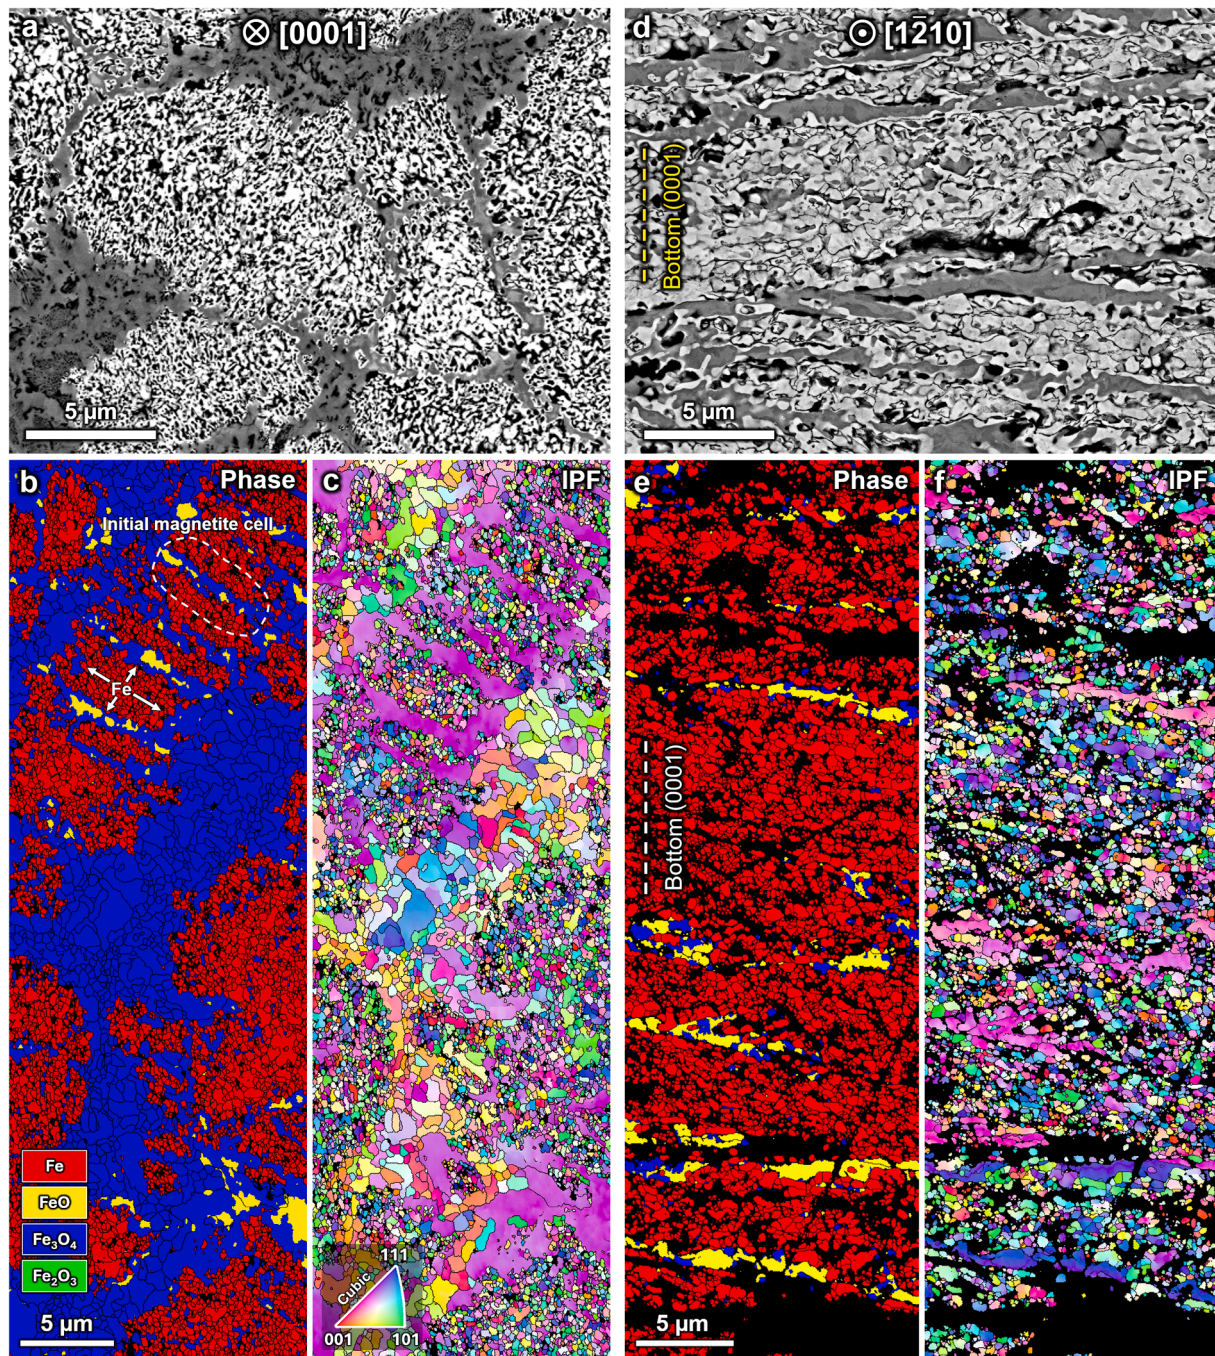 a
⊗ [0001]
5 µm
d
⊙ [11̄210]
Bottom (0001)
5 µm
b
Phase
Initial magnetite cell
Fe
Fe
FeO
Fe₃O₄
Fe₂O₃
5 µm
c
IPF
111
Cubic
001
101
e
Phase
Bottom (0001)
5 µm
f
IPF